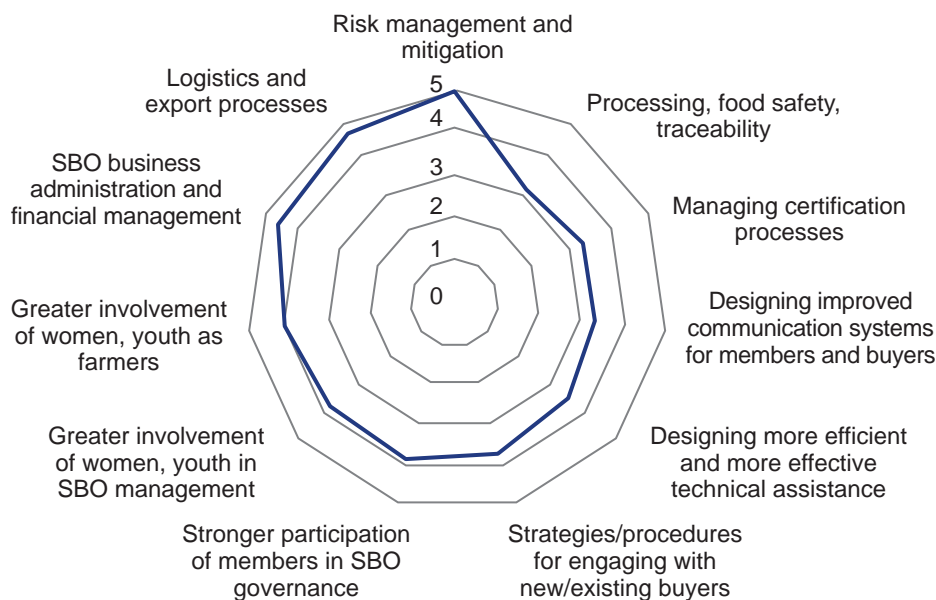 Risk management and
mitigation
Logistics and
export processes
Processing, food safety,
traceability
SBO business
administration and
financial management
Managing certification
processes
Greater involvement
of women, youth as
farmers
Designing improved
communication systems
for members and buyers
Greater involvement
of women, youth in
SBO management
Designing more efficient
and more effective
technical assistance
Stronger participation
of members in SBO
governance
Strategies/procedures
for engaging with
new/existing buyers
5
4
3
2
1
0